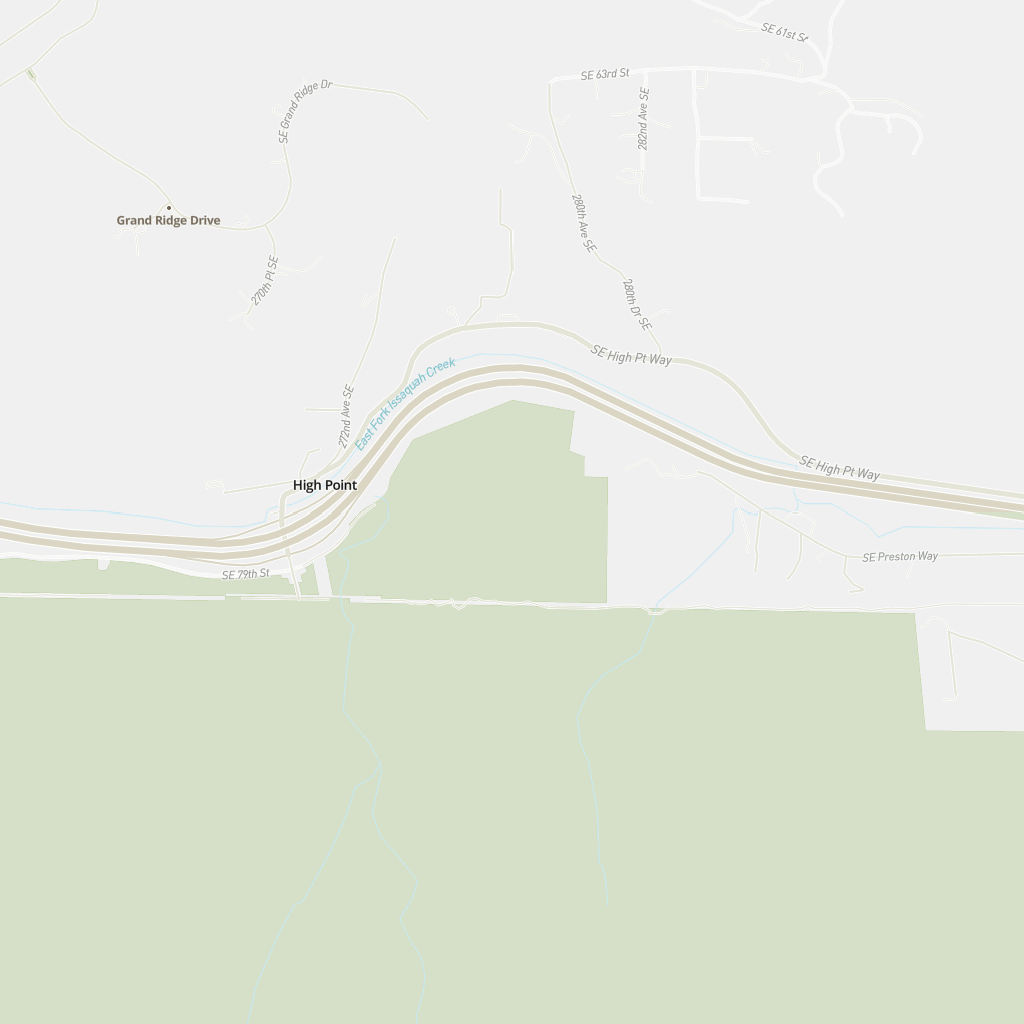 SE 61st St
SE 63rd St
SE Grand Ridge Dr
282nd Ave SE
Grand Ridge Drive
280th Ave SE
270th Pl SE
280th Dr SE
SE High Pt Way
East Fork Issaquah Creek
272nd Ave SE
SE High Pt Way
High Point
SE Preston Way
SE 79th St